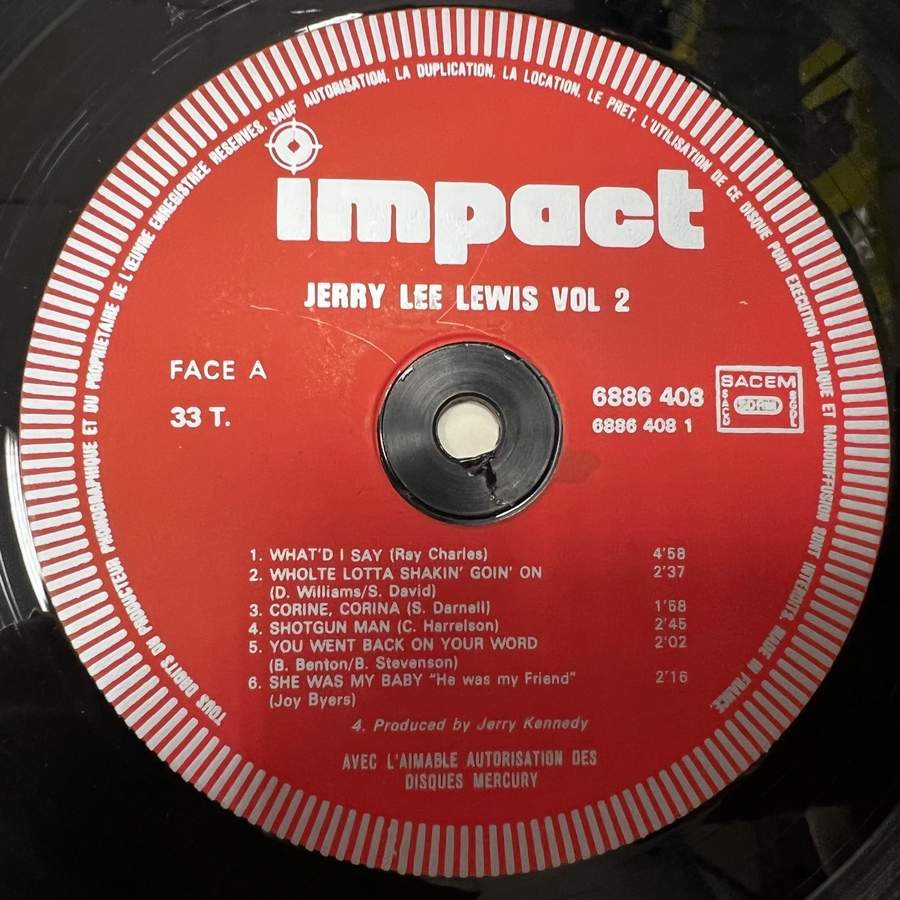 TOUS DROITS DU PRODUCTEUR PHONOGRAPHIQUE ET DU PROPRIETAIRE DE L'ŒUVRE ENREGISTREE RESERVES. SAUF AUTORISATION, LA DUPLICATION, LA LOCATION, LE PRET, L'UTILISATION DE CE DISQUE POUR EXECUTION PUBLIQUE ET RADIODIFFUSION SONT INTERDITS. MADE IN FRANCE.
impact
JERRY LEE LEWIS VOL 2
FACE A
33 T.
6886 408
6886 408 1
SACEM
SACD
SDRM
SGDL
1. WHAT'D I SAY (Ray Charles) 4'58
2. WHOLTE LOTTA SHAKIN' GOIN' ON 2'37
(D. Williams/S. David)
3. CORINE, CORINA (S. Darnell) 1'58
4. SHOTGUN MAN (C. Harrelson) 2'45
5. YOU WENT BACK ON YOUR WORD 2'02
(B. Benton/B. Stevenson)
6. SHE WAS MY BABY "He was my Friend" 2'16
(Joy Byers)
4. Produced by Jerry Kennedy
AVEC L'AIMABLE AUTORISATION DES
DISQUES MERCURY